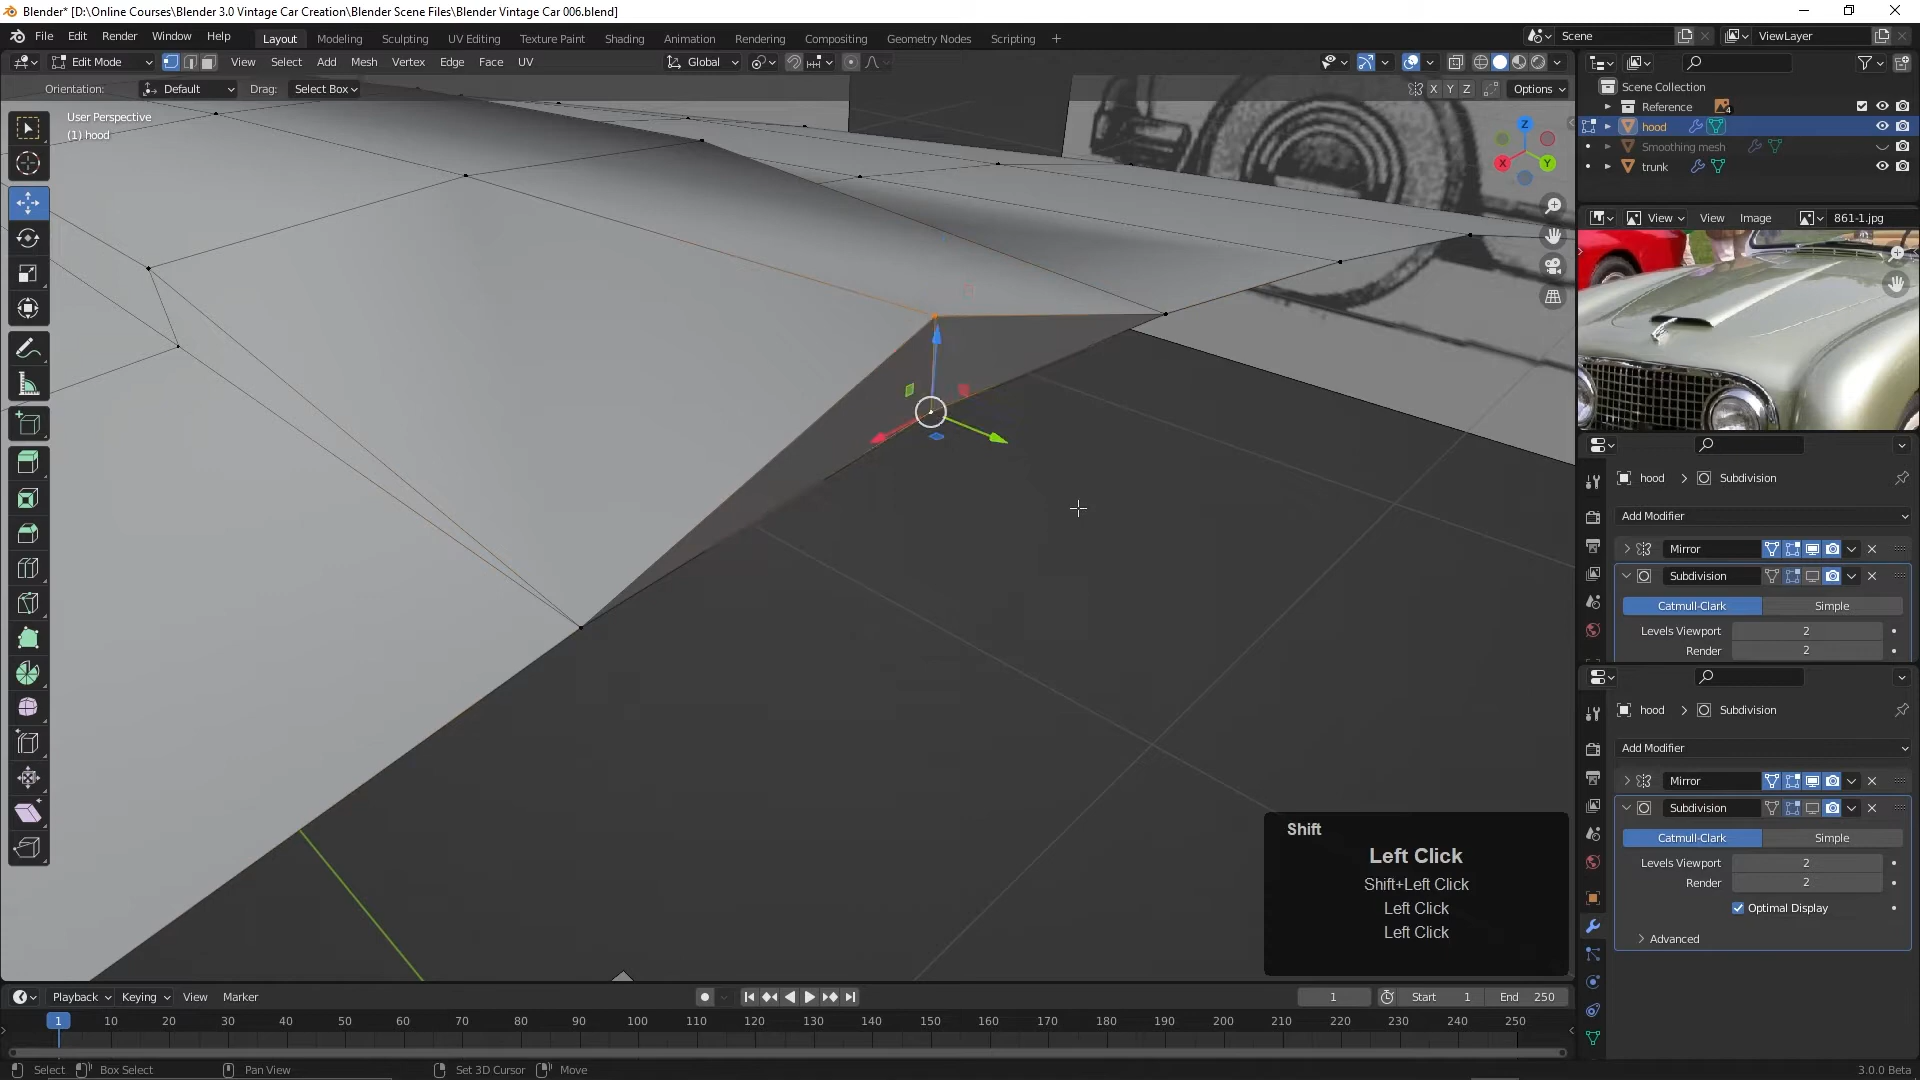 Blender* [D:\Online Courses\Blender 3.0 Vintage Car Creation\Blender Scene Files\Blender Vintage Car 006.blend]
File Edit Render Window Help Layout Modeling Sculpting UV Editing Texture Paint Shading Animation Rendering Compositing Geometry Nodes Scripting + Scene ViewLayer
Edit Mode View Select Add Mesh Vertex Edge Face UV Global
Orientation: Default Drag: Select Box X Y Z Options
User Perspective
(1) hood
Z
X Y
Scene Collection
Reference 4
hood
Smoothing mesh
trunk
View View Image 861-1.jpg
hood > Subdivision
Add Modifier
Mirror
Subdivision
Catmull-Clark Simple
Levels Viewport 2
Render 2
hood > Subdivision
Add Modifier
Mirror
Subdivision
Catmull-Clark Simple
Levels Viewport 2
Render 2
Optimal Display
Advanced
Shift
Left Click
Shift+Left Click
Left Click
Left Click
Playback Keying View Marker 1 Start 1 End 250
1 10 20 30 40 50 60 70 80 90 100 110 120 130 140 150 160 170 180 190 200 210 220 230 240 250
Select Box Select Pan View Set 3D Cursor Move 3.0.0 Beta